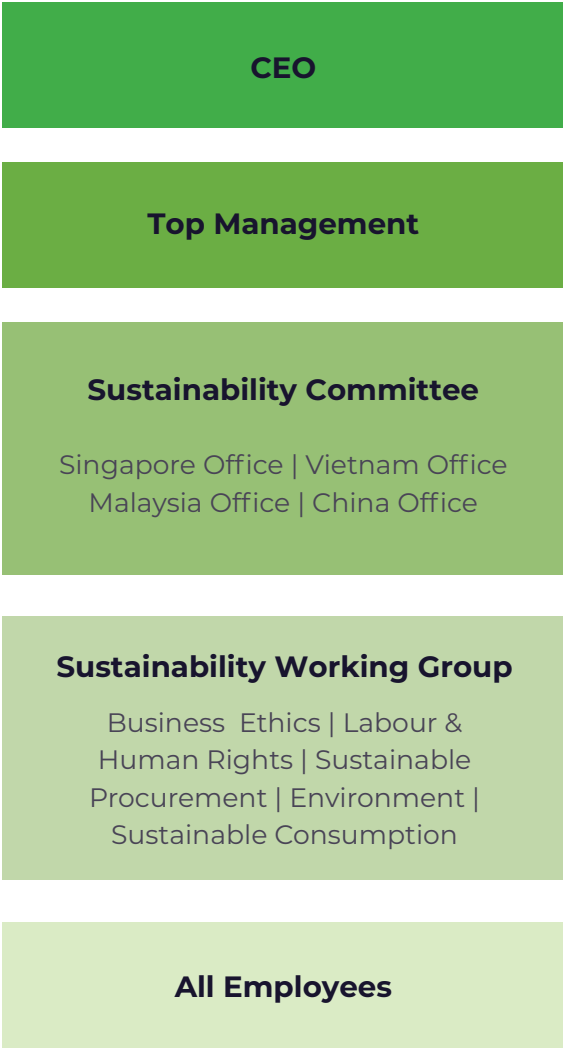 CEO
Top Management
Sustainability Committee
Singapore Office | Vietnam Office
Malaysia Office | China Office
Sustainability Working Group
Business  Ethics | Labour &
Human Rights | Sustainable
Procurement | Environment |
Sustainable Consumption
All Employees